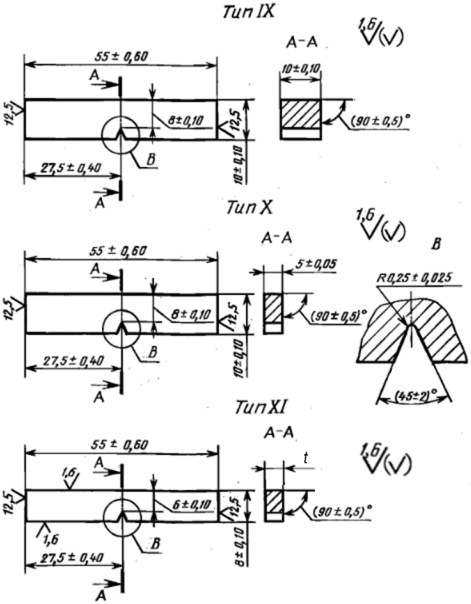 Тип IX
55 ± 0,60
А
А–А
1,6
(√)
10 ± 0,10
12,5
8 ± 0,10
12,5
(90 ± 0,5)°
В
10 ± 0,10
27,5 ± 0,40
А
Тип X
55 ± 0,60
А
А–А
1,6
(√)
В
5 ± 0,05
R 0,25 ± 0,025
12,5
8 ± 0,10
12,5
(90 ± 0,5)°
В
10 ± 0,10
27,5 ± 0,40
А
(45 ± 2)°
Тип XI
55 ± 0,60
А
А–А
1,6
(√)
t
12,5
1,6
6 ± 0,10
12,5
(90 ± 0,5)°
1,6
В
8 ± 0,10
27,5 ± 0,40
А